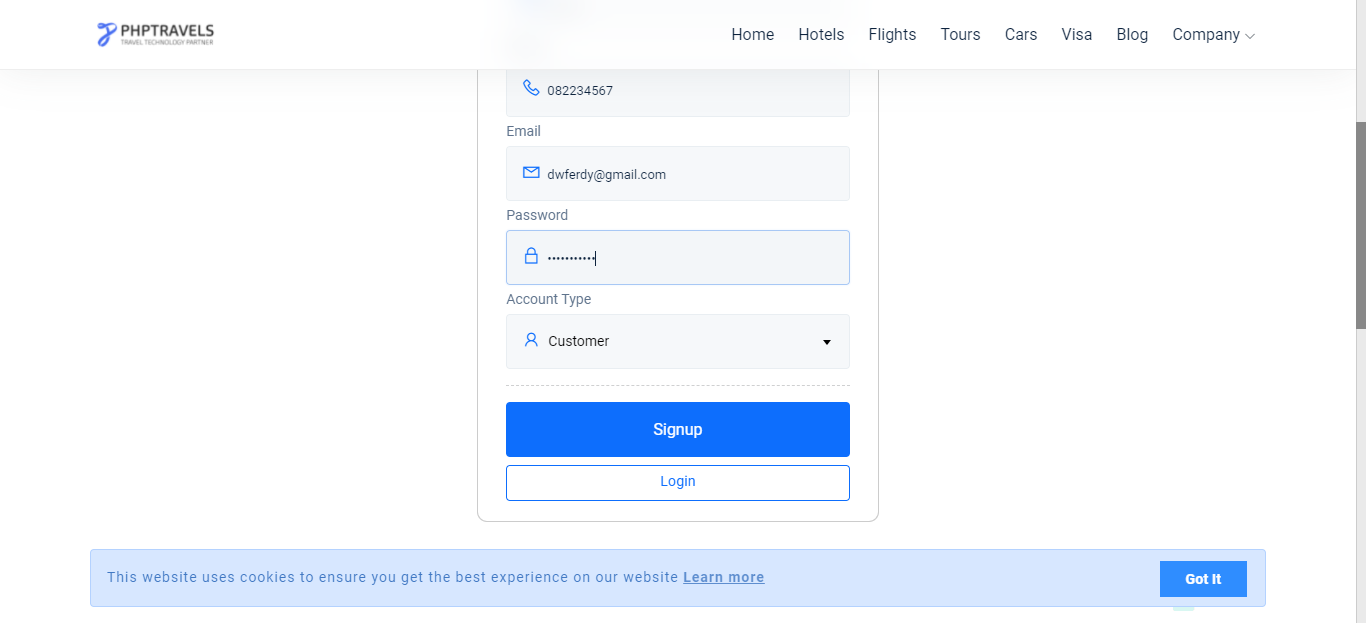 PHPTRAVELS
TRAVEL TECHNOLOGY PARTNER
Home Hotels Flights Tours Cars Visa Blog Company
082234567
Email
dwferdy@gmail.com
Password
•••••••••••
Account Type
Customer
Signup
Login
This website uses cookies to ensure you get the best experience on our website Learn more
Got It